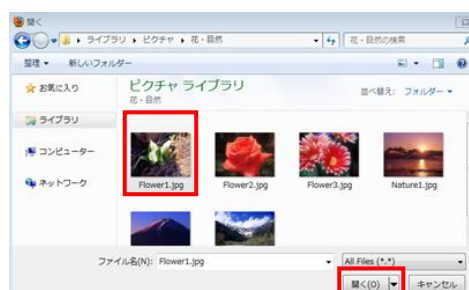 開く
ライブラリ ▸ ピクチャ ▸ 花・自然
花・自然の検索
整理 ▼ 新しいフォルダー
お気に入り
ライブラリ
コンピューター
ネットワーク
ピクチャ ライブラリ
花・自然
並べ替え: フォルダー ▼
Flower1.jpg
Flower2.jpg
Flower3.jpg
Nature1.jpg
ファイル名(N): Flower1.jpg
All Files (*.*)
開く(O)
キャンセル